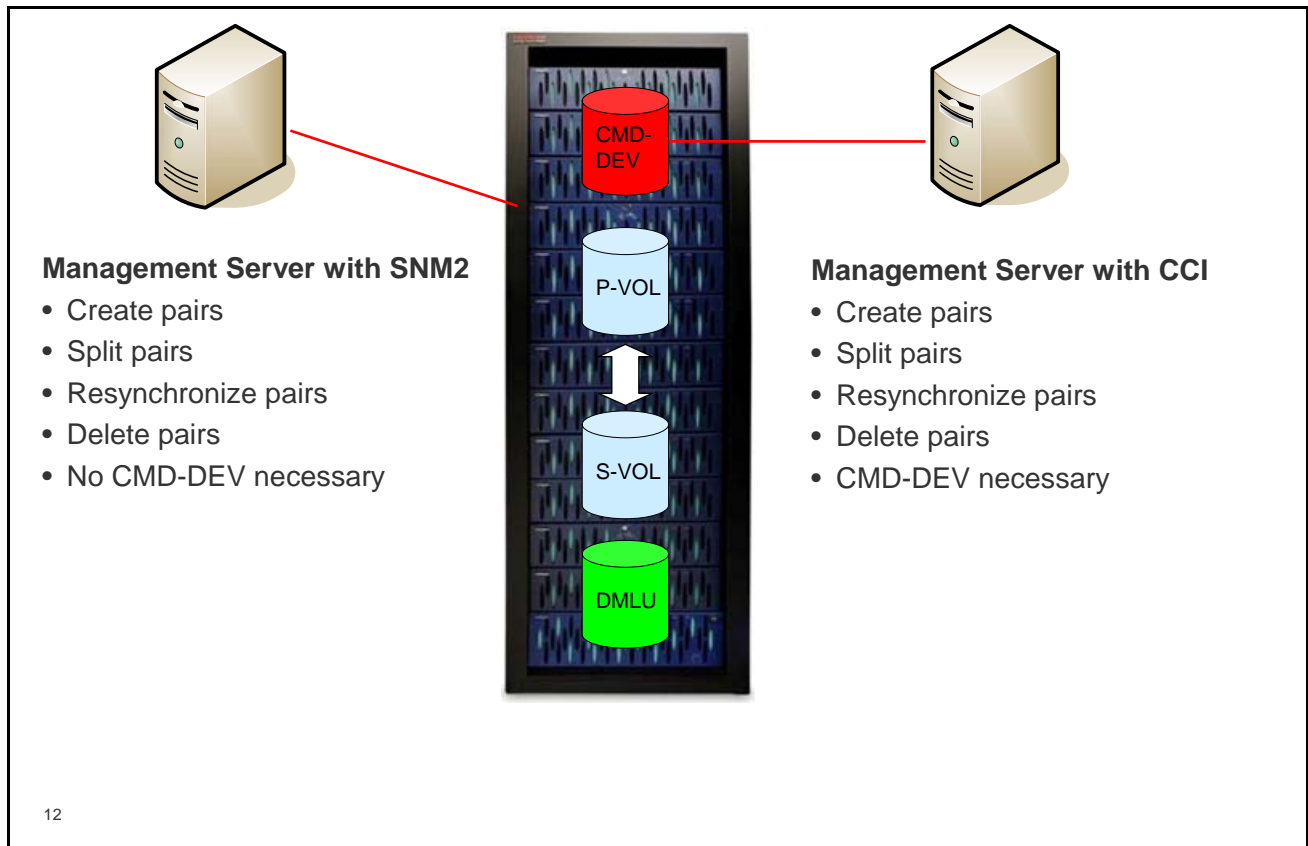 CMD-
DEV
P-VOL
S-VOL
DMLU
Management Server with SNM2
• Create pairs
• Split pairs
• Resynchronize pairs
• Delete pairs
• No CMD-DEV necessary
Management Server with CCI
• Create pairs
• Split pairs
• Resynchronize pairs
• Delete pairs
• CMD-DEV necessary
12